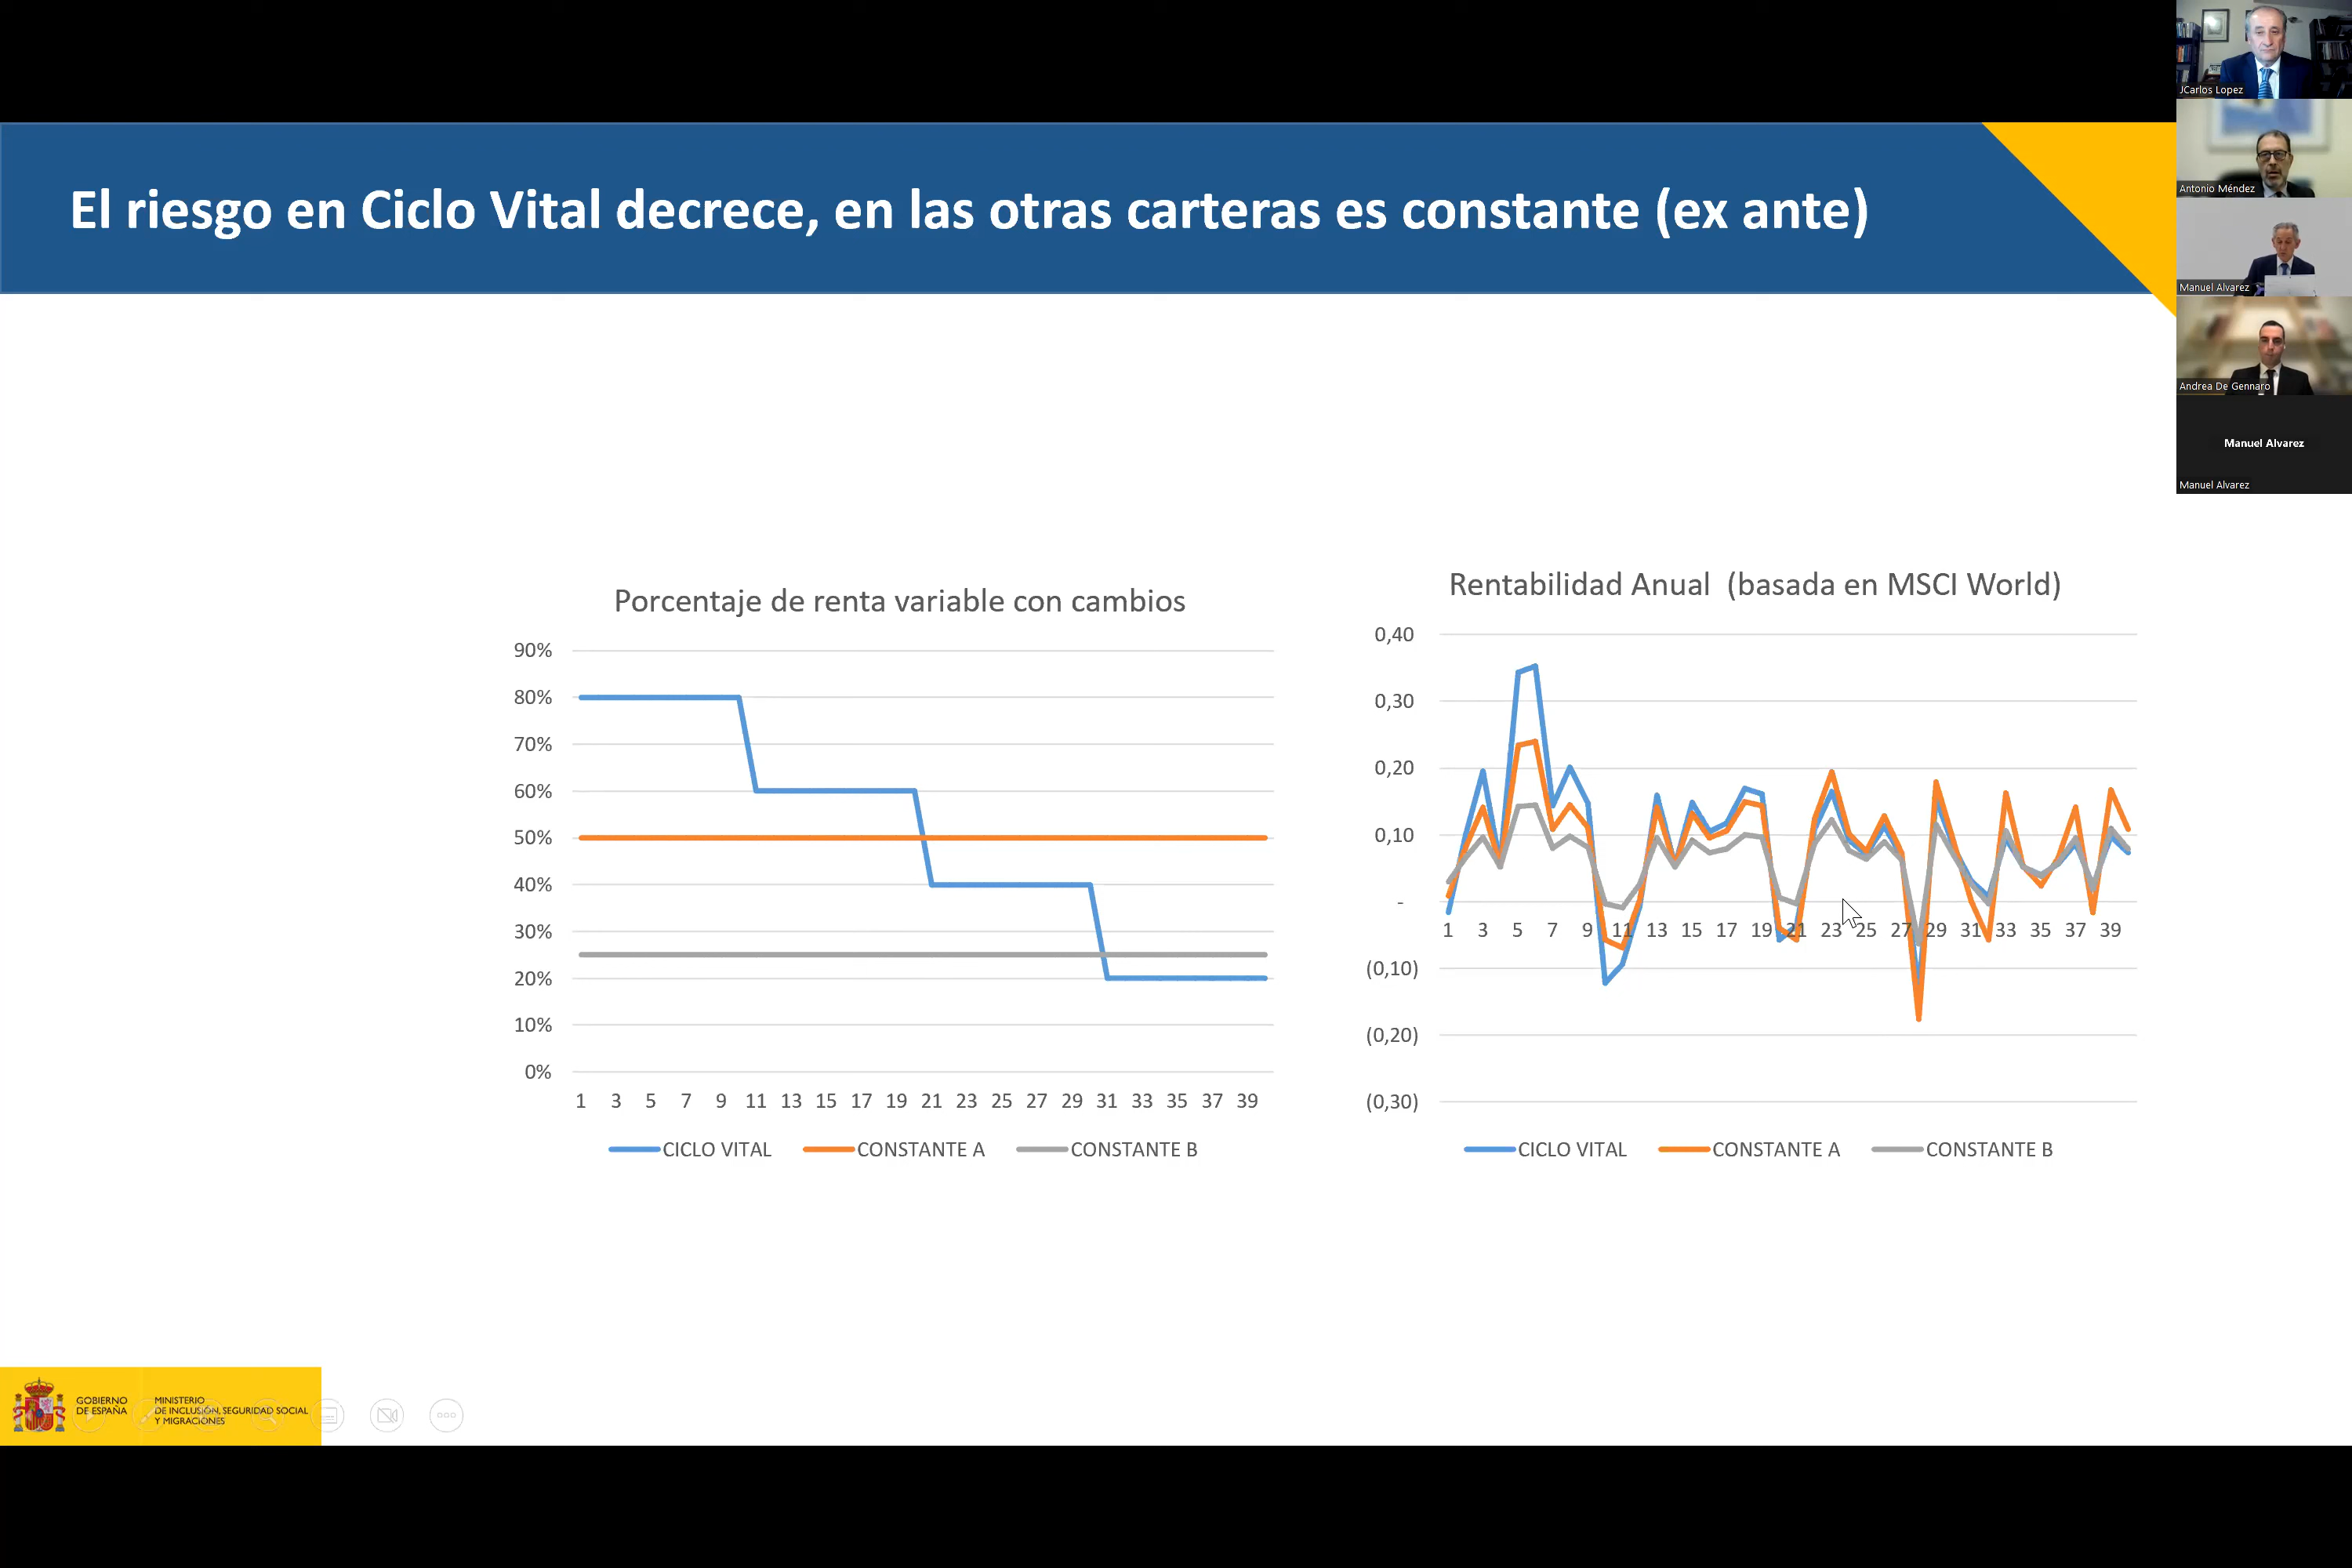 El riesgo en Ciclo Vital decrece, en las otras carteras es constante (ex ante)
JCarlos Lopez
Antonio Méndez
Manuel Alvarez
Andrea De Gennaro
Manuel Alvarez
Manuel Alvarez
Porcentaje de renta variable con cambios
90%
80%
70%
60%
50%
40%
30%
20%
10%
0%
1 3 5 7 9 11 13 15 17 19 21 23 25 27 29 31 33 35 37 39
CICLO VITAL CONSTANTE A CONSTANTE B
Rentabilidad Anual (basada en MSCI World)
0,40
0,30
0,20
0,10
-
1 3 5 7 9 11 13 15 17 19 21 23 25 27 29 31 33 35 37 39
(0,10)
(0,20)
(0,30)
CICLO VITAL CONSTANTE A CONSTANTE B
GOBIERNO
DE ESPAÑA
MINISTERIO
DE INCLUSIÓN, SEGURIDAD SOCIAL
Y MIGRACIONES